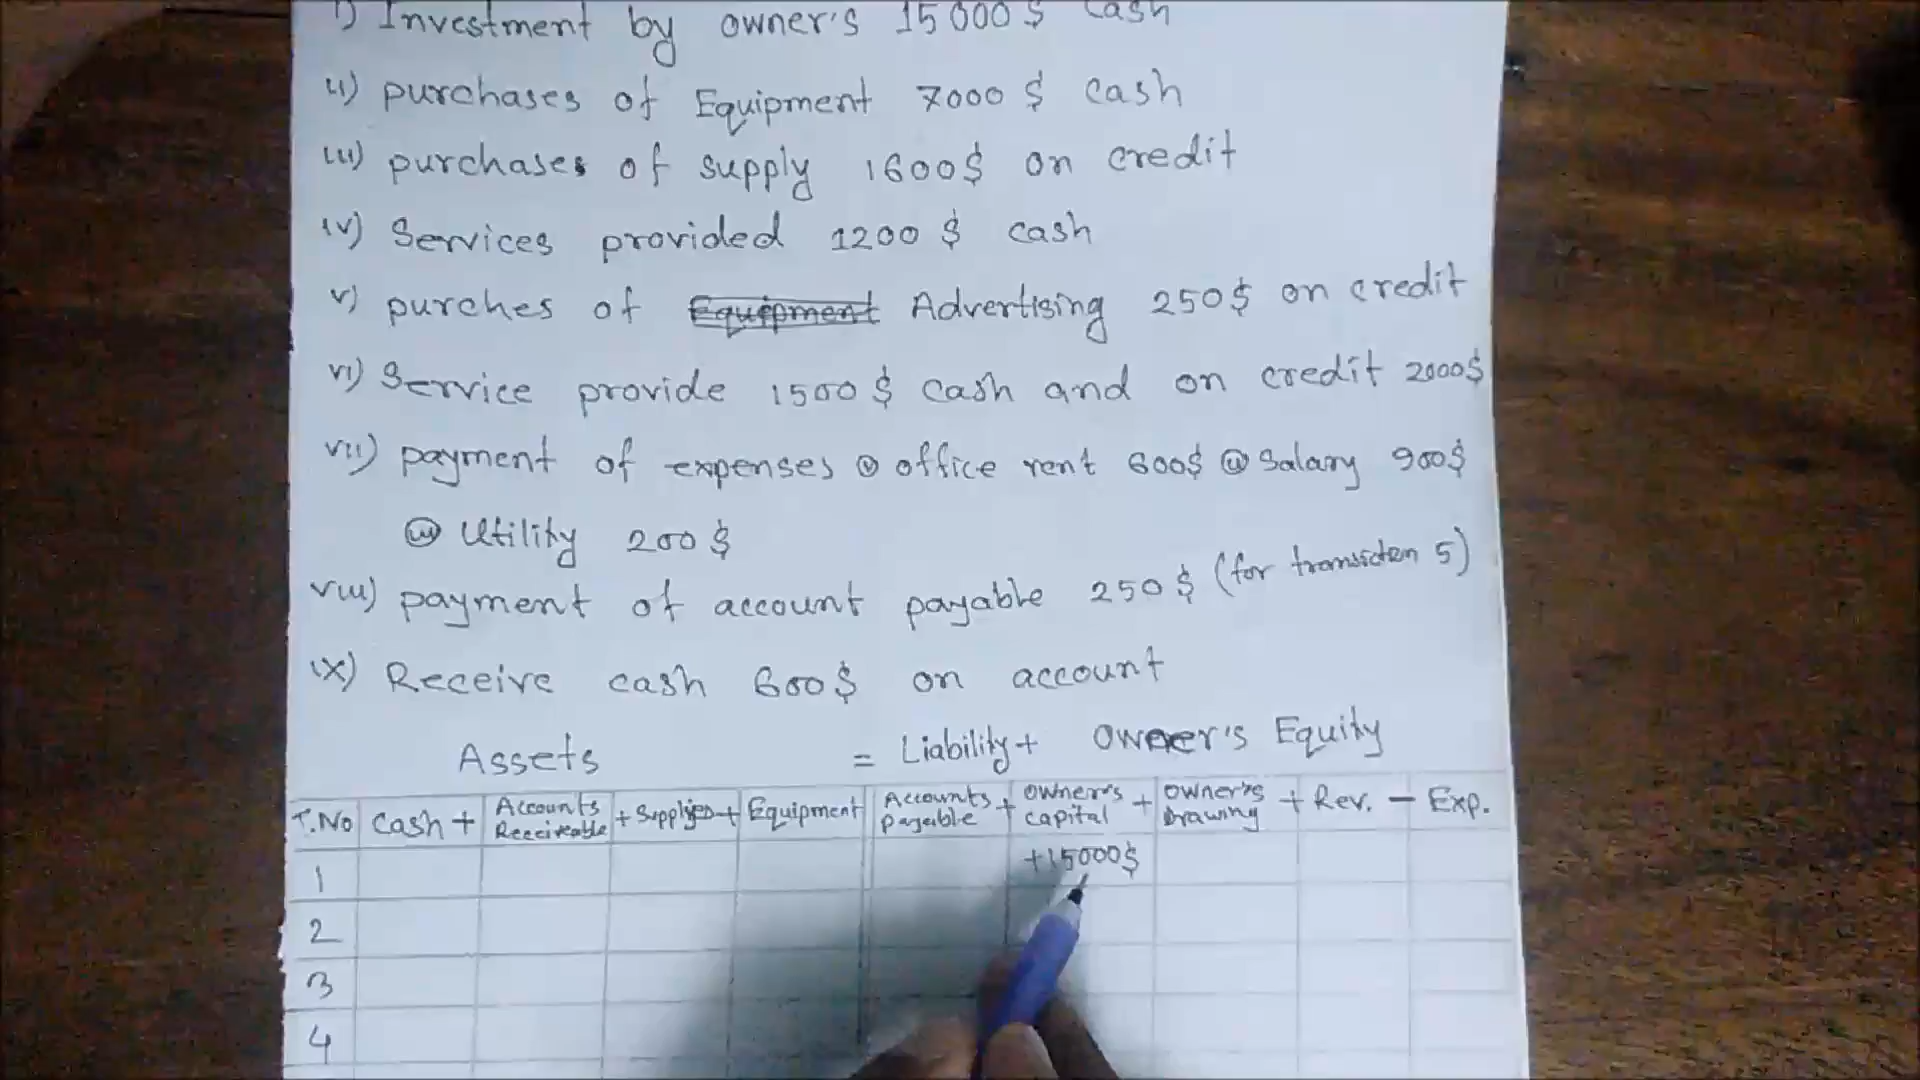 i) Investment by owner's 15000$ cash
ii) purchases of Equipment 7000$ cash
iii) purchases of supply 1600$ on credit
iv) Services provided 1200$ cash
v) purches of Equipment Advertising 250$ on credit
vi) Service provide 1500$ cash and on credit 2000$
vii) payment of expenses (i) office rent 600$ (ii) Salary 900$
(iii) Utility 200$
viii) payment of account payable 250$ (for transiction 5)
ix) Receive cash 600$ on account
Assets = Liability + Owner's Equity
T.No Cash + Accounts Receiveable + Supplies + Equipment Accounts payable + Owner's capital + Owner's Drawing + Rev. - Exp.
1 +15000$
2
3
4